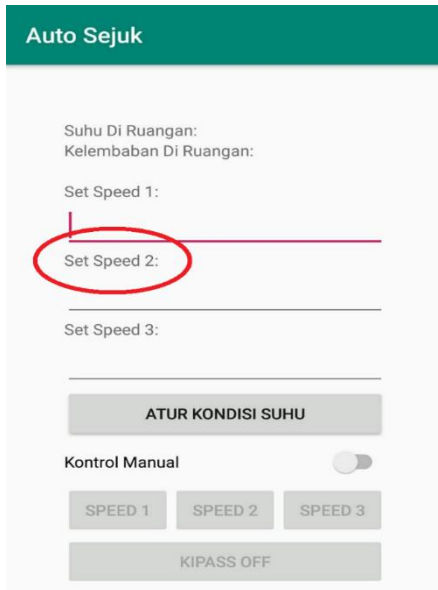 Auto Sejuk
Suhu Di Ruangan:
Kelembaban Di Ruangan:
Set Speed 1:
Set Speed 2:
Set Speed 3:
ATUR KONDISI SUHU
Kontrol Manual
SPEED 1 SPEED 2 SPEED 3
KIPASS OFF